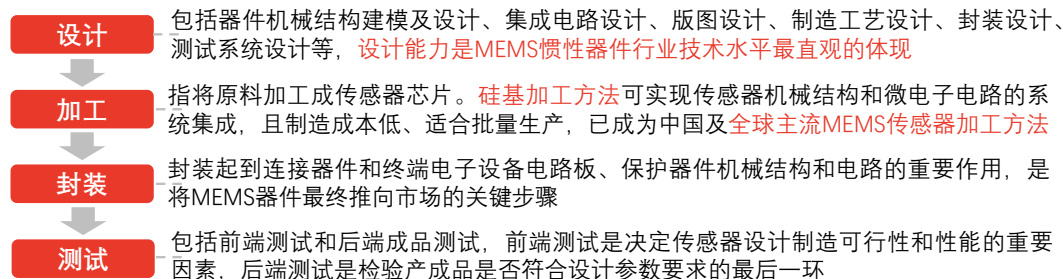 设计
包括器件机械结构建模及设计、集成电路设计、版图设计、制造工艺设计、封装设计、
测试系统设计等，设计能力是MEMS惯性器件行业技术水平最直观的体现
加工
指将原料加工成传感器芯片。硅基加工方法可实现传感器机械结构和微电子电路的系
统集成，且制造成本低、适合批量生产，已成为中国及全球主流MEMS传感器加工方法
封装
封装起到连接器件和终端电子设备电路板、保护器件机械结构和电路的重要作用，是
将MEMS器件最终推向市场的关键步骤
测试
包括前端测试和后端成品测试，前端测试是决定传感器设计制造可行性和性能的重要
因素，后端测试是检验产成品是否符合设计参数要求的最后一环